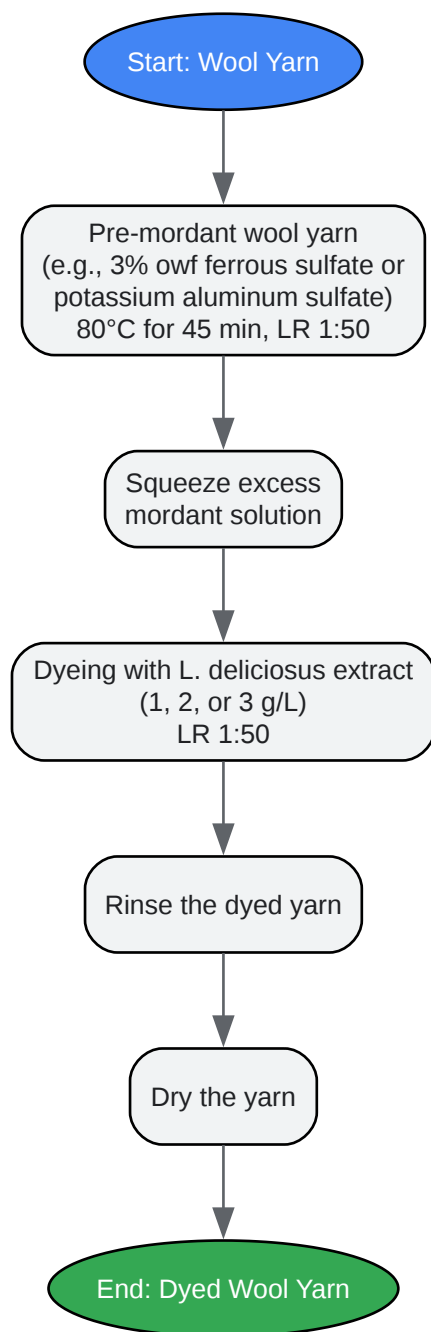 Start: Wool Yarn
Pre-mordant wool yarn
(e.g., 3% owf ferrous sulfate or
potassium aluminum sulfate)
80°C for 45 min, LR 1:50
Squeeze excess
mordant solution
Dyeing with L. deliciosus extract
(1, 2, or 3 g/L)
LR 1:50
Rinse the dyed yarn
Dry the yarn
End: Dyed Wool Yarn